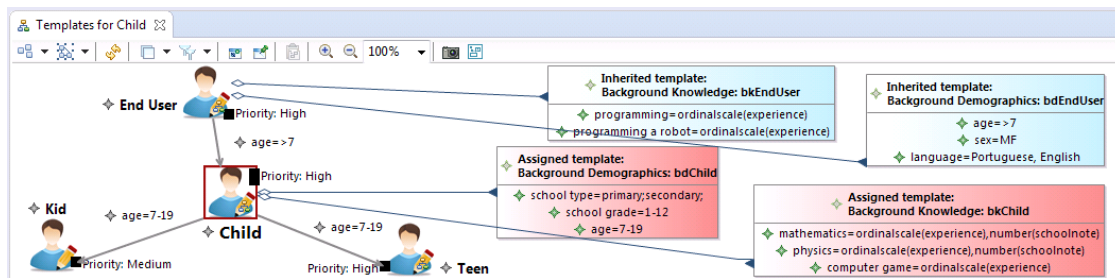 Templates for Child
100%
End User
Priority: High
Inherited template:
Background Knowledge: bkEndUser
programming=ordinalscale(experience)
programming a robot=ordinalscale(experience)
Inherited template:
Background Demographics: bdEndUser
age=>7
sex=MF
language=Portuguese, English
age=>7
Priority: High
Assigned template:
Background Demographics: bdChild
school type=primary;secondary;
school grade=1-12
age=7-19
Assigned template:
Background Knowledge: bkChild
mathematics=ordinalscale(experience),number(schoolnote)
physics=ordinalscale(experience),number(schoolnote)
computer game=ordinalscale(experience)
Kid
age=7-19
Child
age=7-19
Priority: Medium
Priority: High
Teen